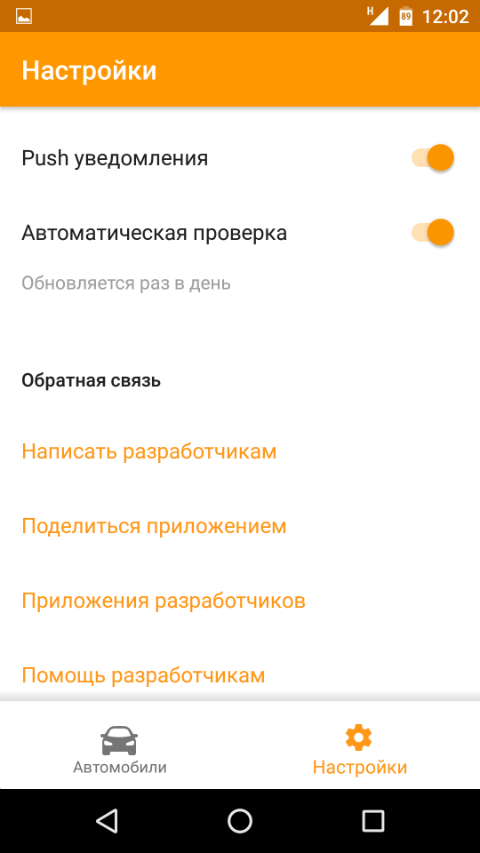 H 89 12:02
Настройки
Push уведомления
Автоматическая проверка
Обновляется раз в день
Обратная связь
Написать разработчикам
Поделиться приложением
Приложения разработчиков
Помощь разработчикам
Автомобили
Настройки